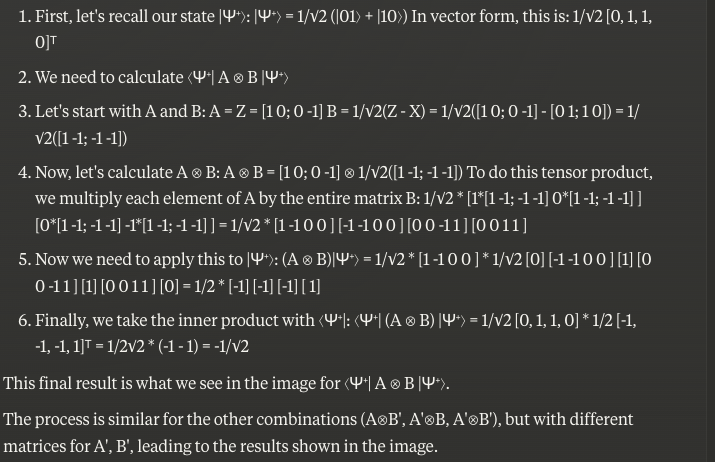 1. First, let's recall our state |Ψ⁺⟩: |Ψ⁺⟩ = 1/√2 (|01⟩ + |10⟩) In vector form, this is: 1/√2 [0, 1, 1,
0]ᵀ
2. We need to calculate ⟨Ψ⁺| A ⊗ B |Ψ⁺⟩
3. Let's start with A and B: A = Z = [1 0; 0 -1] B = 1/√2(Z - X) = 1/√2([1 0; 0 -1] - [0 1; 1 0]) = 1/
√2([1 -1; -1 -1])
4. Now, let's calculate A ⊗ B: A ⊗ B = [1 0; 0 -1] ⊗ 1/√2([1 -1; -1 -1]) To do this tensor product,
we multiply each element of A by the entire matrix B: 1/√2 * [1*[1 -1; -1 -1] 0*[1 -1; -1 -1] ]
[0*[1 -1; -1 -1] -1*[1 -1; -1 -1] ] = 1/√2 * [1 -1 0 0 ] [-1 -1 0 0 ] [0 0 -1 1 ] [0 0 1 1 ]
5. Now we need to apply this to |Ψ⁺⟩: (A ⊗ B)|Ψ⁺⟩ = 1/√2 * [1 -1 0 0 ] * 1/√2 [0] [-1 -1 0 0 ] [1] [0
0 -1 1 ] [1] [0 0 1 1 ] [0] = 1/2 * [-1] [-1] [-1] [ 1]
6. Finally, we take the inner product with ⟨Ψ⁺|: ⟨Ψ⁺| (A ⊗ B) |Ψ⁺⟩ = 1/√2 [0, 1, 1, 0] * 1/2 [-1,
-1, -1, 1]ᵀ = 1/2√2 * (-1 - 1) = -1/√2
This final result is what we see in the image for ⟨Ψ⁺| A ⊗ B |Ψ⁺⟩.
The process is similar for the other combinations (A⊗B', A'⊗B, A'⊗B'), but with different
matrices for A', B', leading to the results shown in the image.